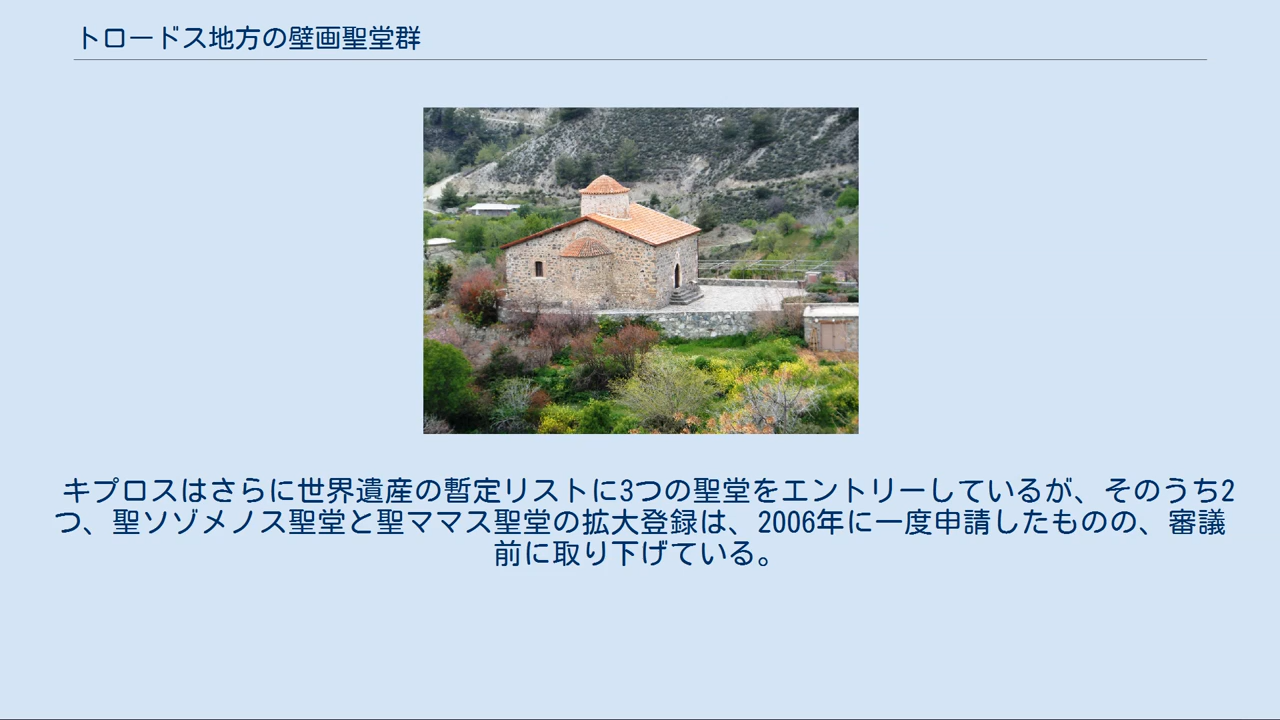 トロードス地方の壁画聖堂群
キプロスはさらに世界遺産の暫定リストに3つの聖堂をエントリーしているが、そのうち2
つ、聖ソゾメノス聖堂と聖ママス聖堂の拡大登録は、2006年に一度申請したものの、審議
前に取り下げている。